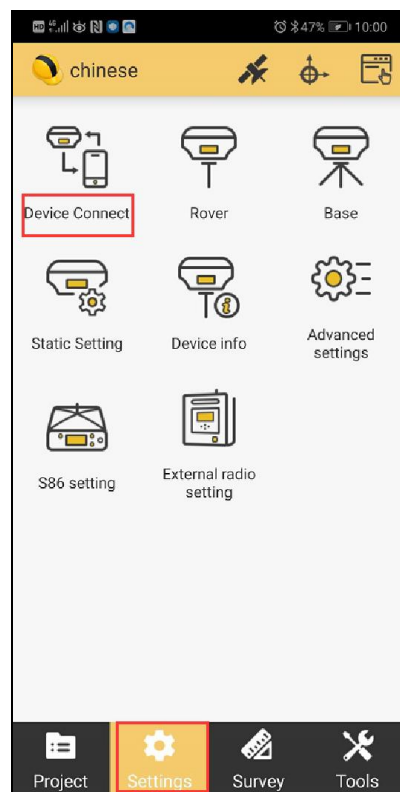 47% 10:00
chinese
Device Connect Rover Base
Static Setting Device info Advanced settings
S86 setting External radio setting
Project Settings Survey Tools